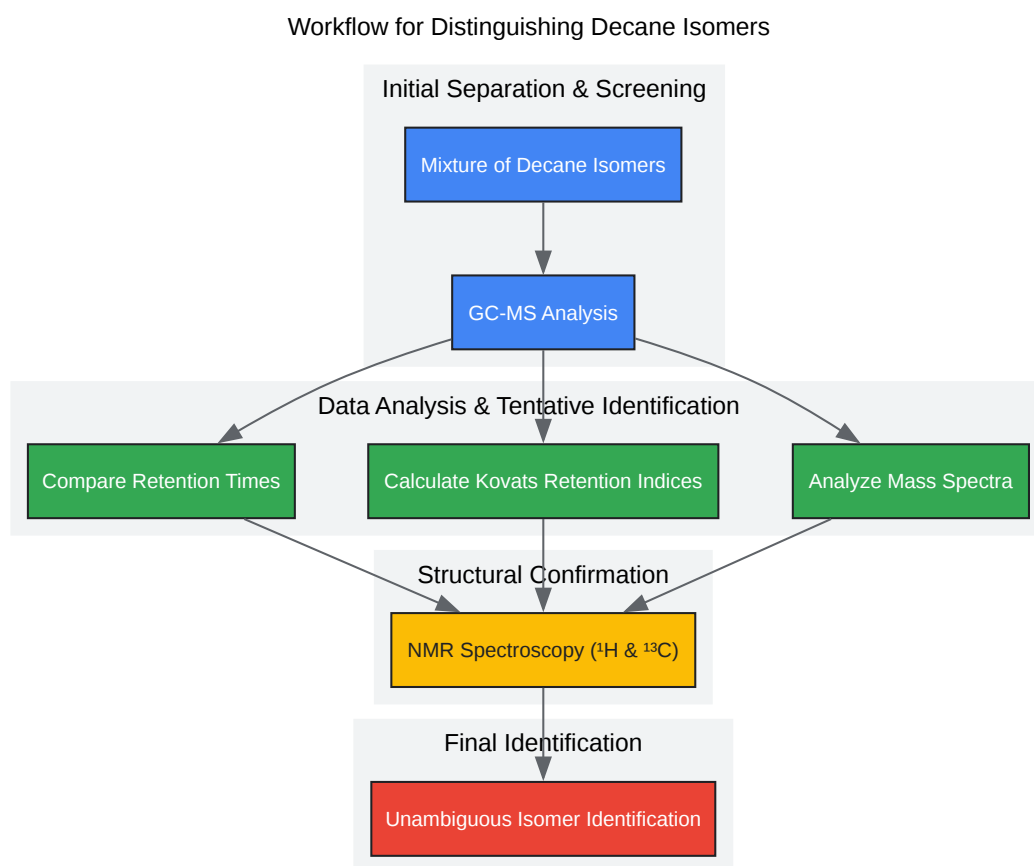 Workflow for Distinguishing Decane Isomers
Initial Separation & Screening
Mixture of Decane Isomers
GC-MS Analysis
Data Analysis & Tentative Identification
Compare Retention Times
Calculate Kovats Retention Indices
Analyze Mass Spectra
Structural Confirmation
NMR Spectroscopy (¹H & ¹³C)
Final Identification
Unambiguous Isomer Identification